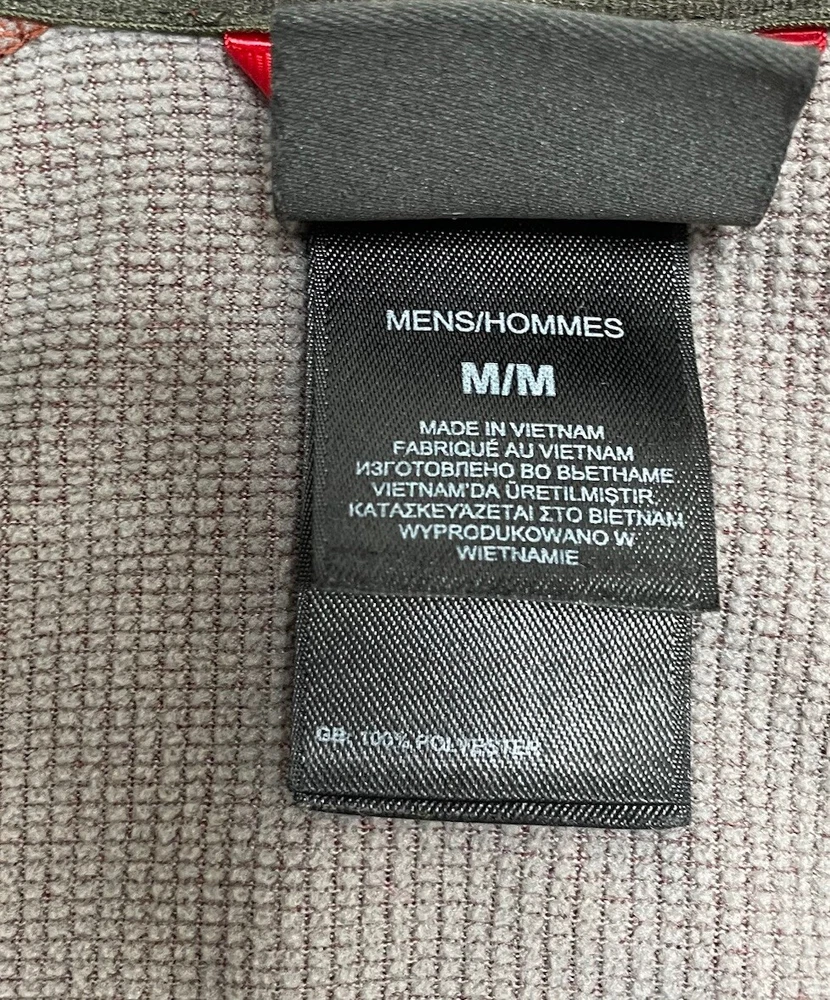 MENS/HOMMES
M/M
MADE IN VIETNAM
FABRIQUÉ AU VIETNAM
ИЗГОТОВЛЕНО ВО ВЬЕТНАМЕ
VIETNAM'DA ÜRETILMIŞTIR
ΚΑΤΑΣΚΕΥΆΖΕΤΑΙ ΣΤΟ ΒΙΕΤΝΑΜ
WYPRODUKOWANO W
WIETNAMIE
GB: 100% POLYESTER